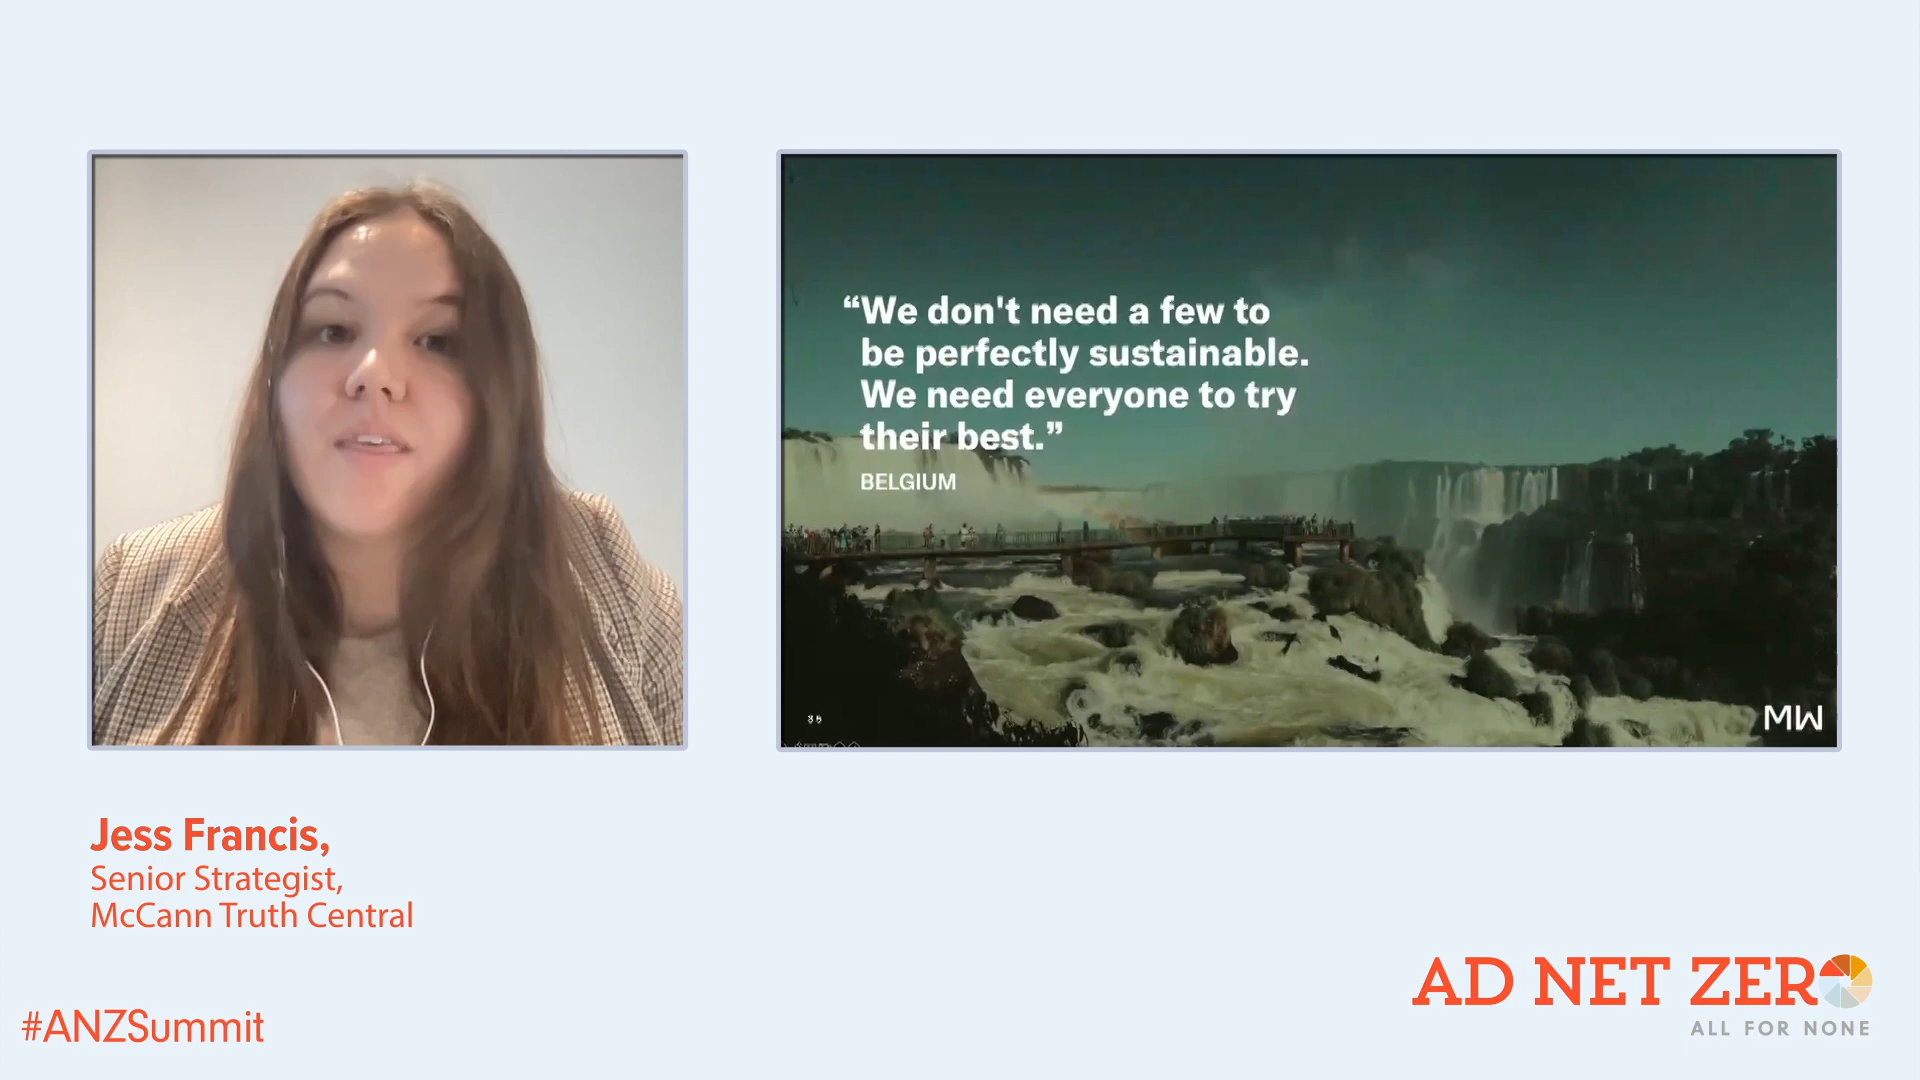 “We don't need a few to
be perfectly sustainable.
We need everyone to try
their best.”
BELGIUM
MW
Jess Francis,
Senior Strategist,
McCann Truth Central
#ANZSummit
AD NET ZERO
ALL FOR NONE